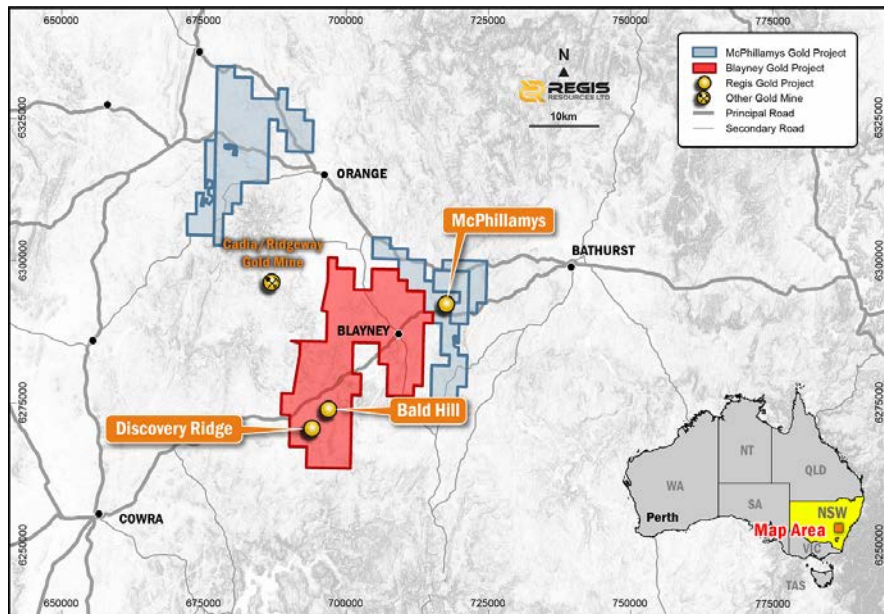 650000
675000
700000
725000
750000
775000
McPhillamys Gold Project
Blayney Gold Project
Regis Gold Project
Other Gold Mine
Principal Road
Secondary Road
N
REGIS
RESOURCES LTD
10km
6325000
6325000
ORANGE
McPhillamys
Cadia/Ridgeway
Gold Mine
BATHURST
6300000
6300000
BLAYNEY
6275000
6275000
Bald Hill
Discovery Ridge
COWRA
6250000
6250000
NT
QLD
WA
SA
Perth
NSW
Map Area
VIC
TAS
650000
675000
700000
725000
750000
775000